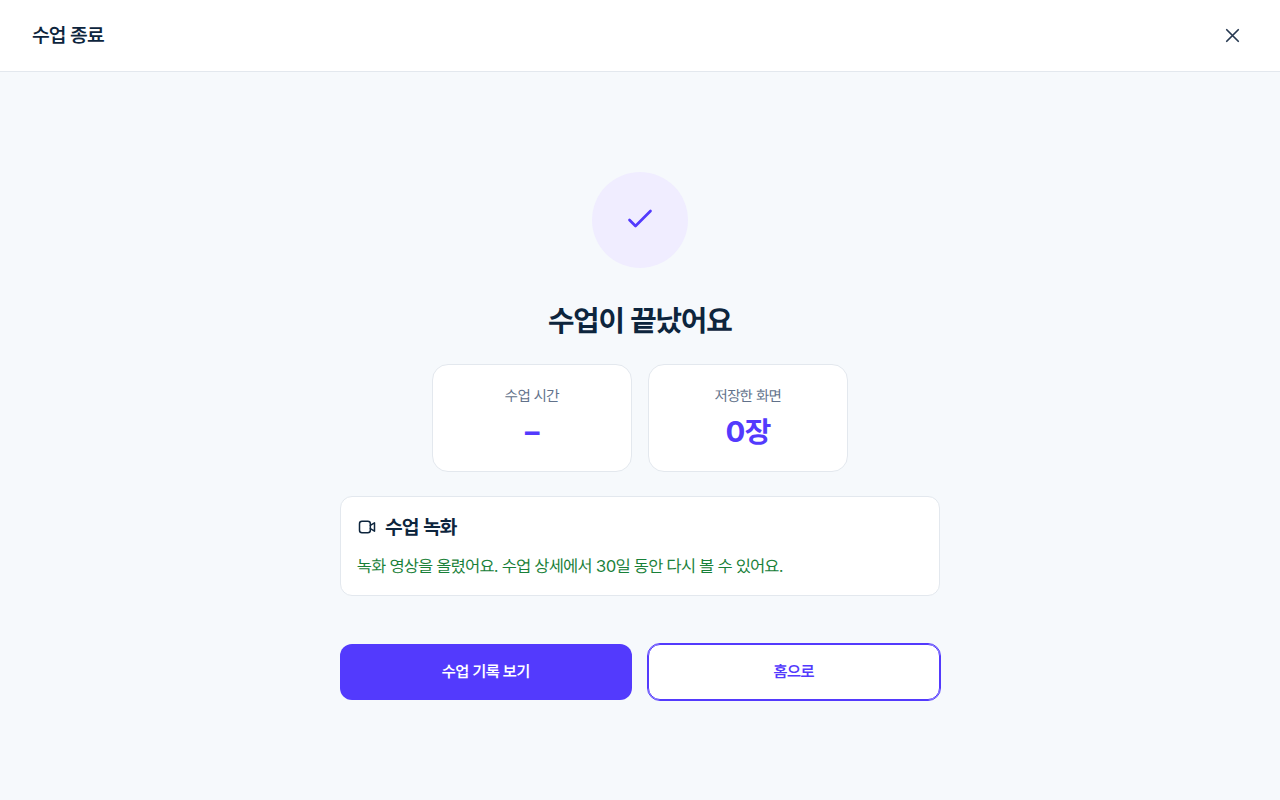 수업 종료
수업이 끝났어요
수업 시간
–
저장한 화면
0장
수업 녹화
녹화 영상을 올렸어요. 수업 상세에서 30일 동안 다시 볼 수 있어요.
수업 기록 보기
홈으로